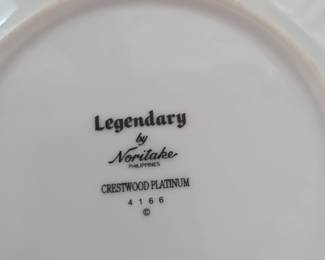 Legendary
by
Noritake
PHILIPPINES
CRESTWOOD PLATINUM
4166
©